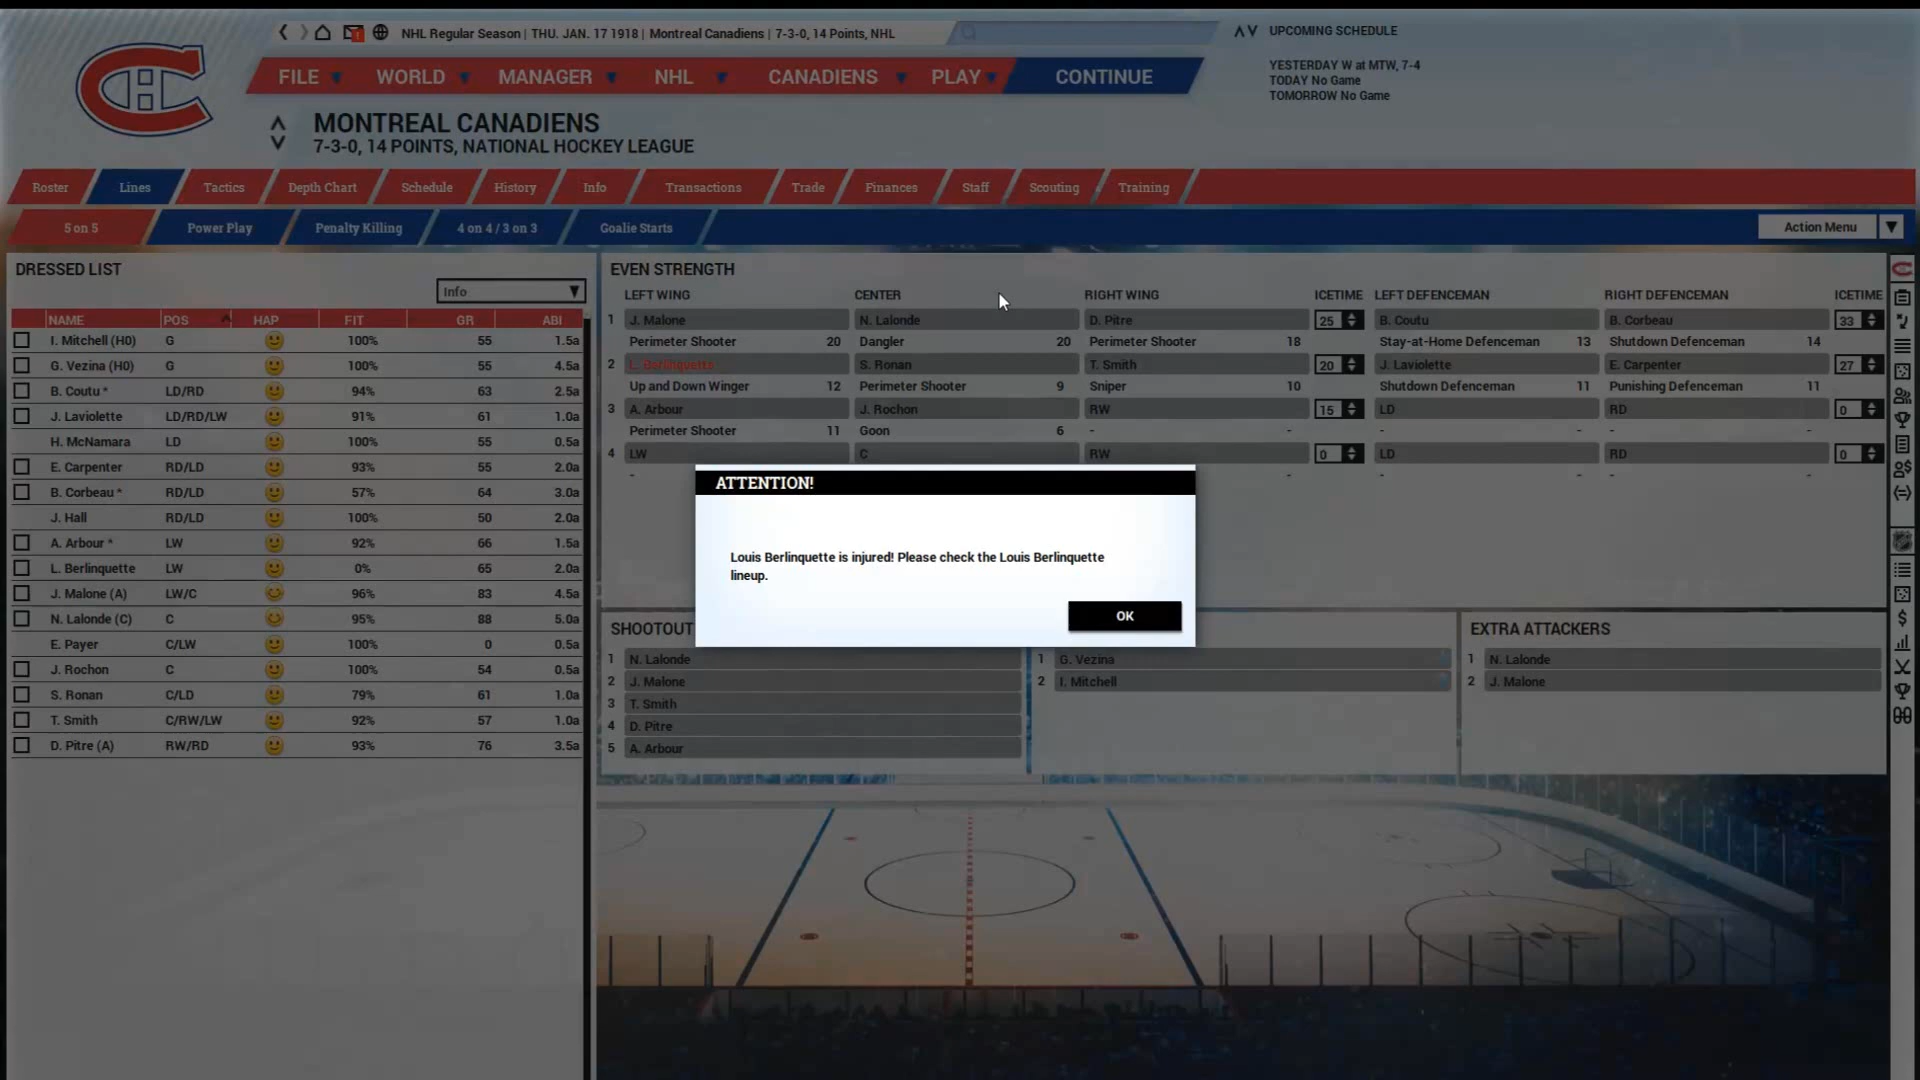 NHL Regular Season | THU. JAN. 17 1918 | Montreal Canadiens | 7-3-0, 14 Points, NHL
UPCOMING SCHEDULE
YESTERDAY W at MTW, 7-4
TODAY No Game
TOMORROW No Game
FILE WORLD MANAGER NHL CANADIENS PLAY CONTINUE
MONTREAL CANADIENS
7-3-0, 14 POINTS, NATIONAL HOCKEY LEAGUE
Roster Lines Tactics Depth Chart Schedule History Info Transactions Trade Finances Staff Scouting Training
5 on 5 Power Play Penalty Killing 4 on 4 / 3 on 3 Goalie Starts Action Menu
DRESSED LIST
Info
NAME POS HAP FIT GR ABI
I. Mitchell (H0) G 100% 55 1.5a
G. Vezina (H0) G 100% 55 4.5a
B. Coutu * LD/RD 94% 63 2.5a
J. Laviolette LD/RD/LW 91% 61 1.0a
H. McNamara LD 100% 55 0.5a
E. Carpenter RD/LD 93% 55 2.0a
B. Corbeau * RD/LD 57% 64 3.0a
J. Hall RD/LD 100% 50 2.0a
A. Arbour * LW 92% 66 1.5a
L. Berlinquette LW 0% 65 2.0a
J. Malone (A) LW/C 96% 83 4.5a
N. Lalonde (C) C 95% 88 5.0a
E. Payer C/LW 100% 0 0.5a
J. Rochon C 100% 54 0.5a
S. Ronan C/LD 79% 61 1.0a
T. Smith C/RW/LW 92% 57 1.0a
D. Pitre (A) RW/RD 93% 76 3.5a
EVEN STRENGTH
LEFT WING CENTER RIGHT WING ICETIME LEFT DEFENCEMAN RIGHT DEFENCEMAN ICETIME
1 J. Malone N. Lalonde D. Pitre 25 B. Coutu B. Corbeau 33
Perimeter Shooter 20 Dangler 20 Perimeter Shooter 18 Stay-at-Home Defenceman 13 Shutdown Defenceman 14
2 L. Berlinquette S. Ronan T. Smith 20 J. Laviolette E. Carpenter 27
Up and Down Winger 12 Perimeter Shooter 9 Sniper 10 Shutdown Defenceman 11 Punishing Defenceman 11
3 A. Arbour J. Rochon RW 15 LD RD 0
Perimeter Shooter 11 Goon 6 - - - - - -
4 LW C RW 0 LD RD 0
- - - - - -
ATTENTION!
Louis Berlinquette is injured! Please check the Louis Berlinquette
lineup.
OK
SHOOTOUT
1 N. Lalonde
2 J. Malone
3 T. Smith
4 D. Pitre
5 A. Arbour
1 G. Vezina
2 I. Mitchell
EXTRA ATTACKERS
1 N. Lalonde
2 J. Malone